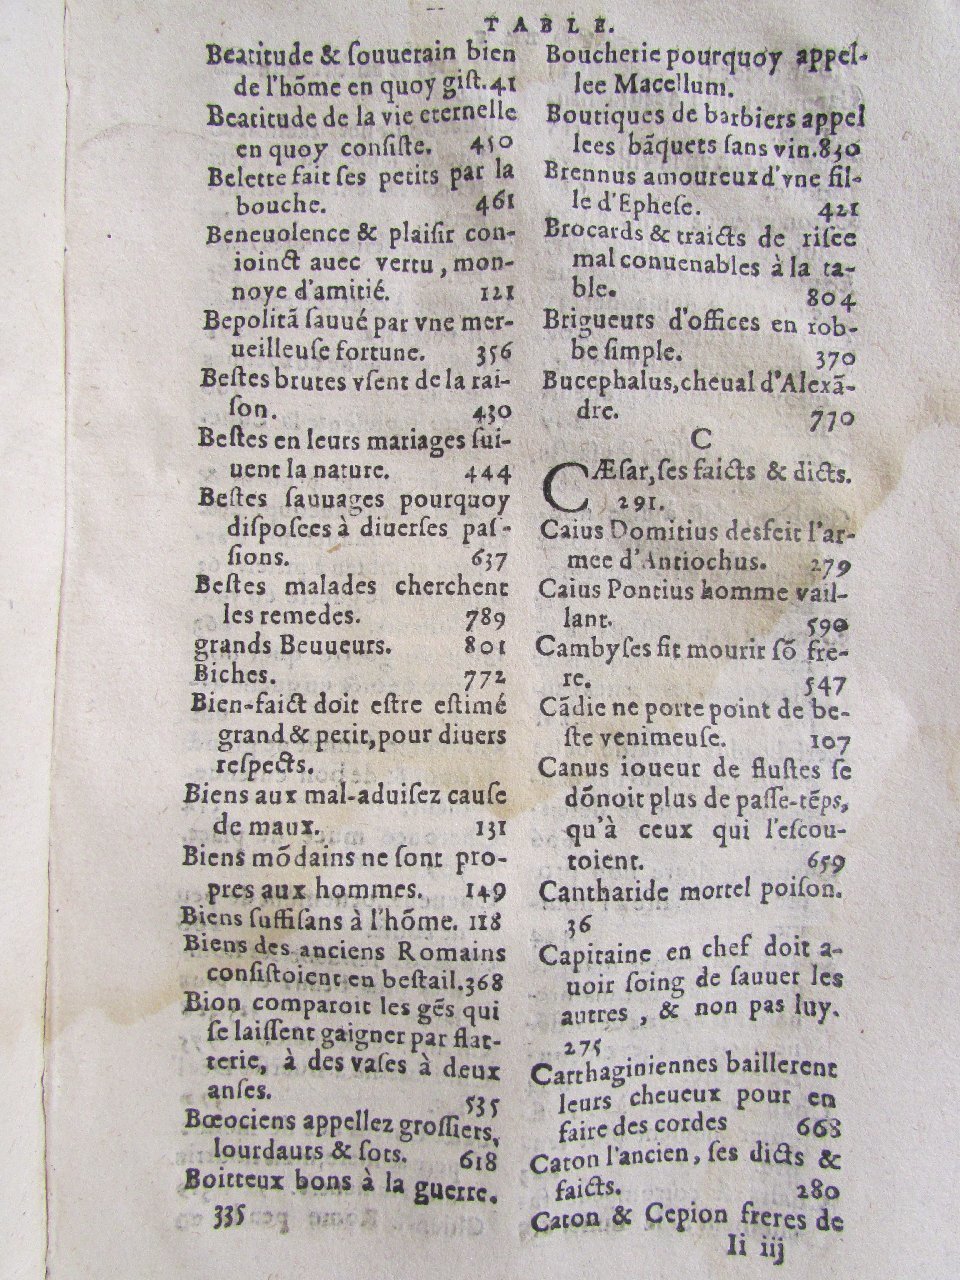 TABLE.
Beatitude & ſouuerain bien
de l'hõme en quoy giſt.41
Beatitude de la vie eternelle
en quoy conſiſte. 450
Belette fait ſes petits par la
bouche. 461
Beneuolence & plaiſir con-
ioinct auec vertu, mon-
noye d'amitié. 121
Bepolitã ſauué par vne mer-
ueilleuſe fortune. 356
Beſtes brutes vſent de la rai-
ſon. 430
Beſtes en leurs mariages ſui-
uent la nature. 444
Beſtes ſauuages pourquoy
diſpoſees à diuerſes paſ-
ſions. 637
Beſtes malades cherchent
les remedes. 789
grands Beuueurs. 801
Biches. 772
Bien-faict doit eſtre eſtimé
grand & petit, pour diuers
reſpects.
Biens aux mal-aduiſez cauſe
de maux. 131
Biens mõdains ne ſont pro-
pres aux hommes. 149
Biens ſuffiſans à l'hõme. 118
Biens des anciens Romains
conſiſtoient en beſtail.368
Bion comparoit les gẽs qui
ſe laiſſent gaigner par flat-
terie, à des vaſes à deux
anſes. 535
Bœociens appellez groſſiers,
lourdauts & ſots. 618
Boitteux bons à la guerre.
335
Boucherie pourquoy appel-
lee Macellum.
Boutiques de barbiers appel
lees bãquets ſans vin.830
Brennus amoureux d'vne fil-
le d'Epheſe. 421
Brocards & traicts de riſee
mal conuenables à la ta-
ble. 804
Brigueurs d'offices en rob-
be ſimple. 370
Bucephalus, cheual d'Alexã-
dre. 770
C
CÆſar, ſes faicts & dicts.
291.
Caius Domitius desfeit l'ar-
mee d'Antiochus. 279
Caius Pontius homme vail-
lant. 590
Cambyſes fit mourir ſõ fre-
re. 547
Cãdie ne porte point de be-
ſte venimeuſe. 107
Canus ioueur de fluſtes ſe
dõnoit plus de paſſe-tẽps,
qu'à ceux qui l'eſcou-
toient. 659
Cantharide mortel poiſon.
36
Capitaine en chef doit a-
uoir ſoing de ſauuer les
autres, & non pas luy.
275
Carthaginiennes baillerent
leurs cheueux pour en
faire des cordes 668
Caton l'ancien, ſes dicts &
faicts. 280
Caton & Cepion freres de
Ii iij